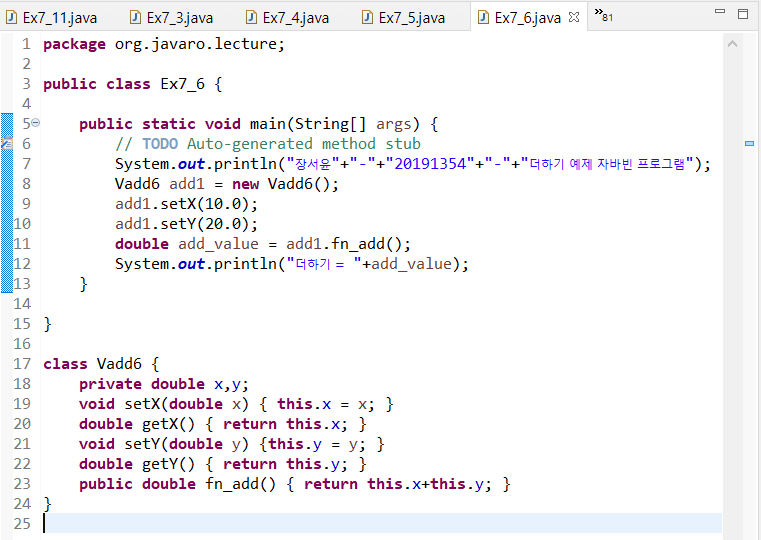 Ex7_11.java Ex7_3.java Ex7_4.java Ex7_5.java Ex7_6.java »81
1 package org.javaro.lecture;
2
3 public class Ex7_6 {
4
5 public static void main(String[] args) {
6 // TODO Auto-generated method stub
7 System.out.println("장서윤"+"-"+"20191354"+"-"+"더하기 예제 자바빈 프로그램");
8 Vadd6 add1 = new Vadd6();
9 add1.setX(10.0);
10 add1.setY(20.0);
11 double add_value = add1.fn_add();
12 System.out.println("더하기 = "+add_value);
13 }
14
15 }
16
17 class Vadd6 {
18 private double x,y;
19 void setX(double x) { this.x = x; }
20 double getX() { return this.x; }
21 void setY(double y) {this.y = y; }
22 double getY() { return this.y; }
23 public double fn_add() { return this.x+this.y; }
24 }
25